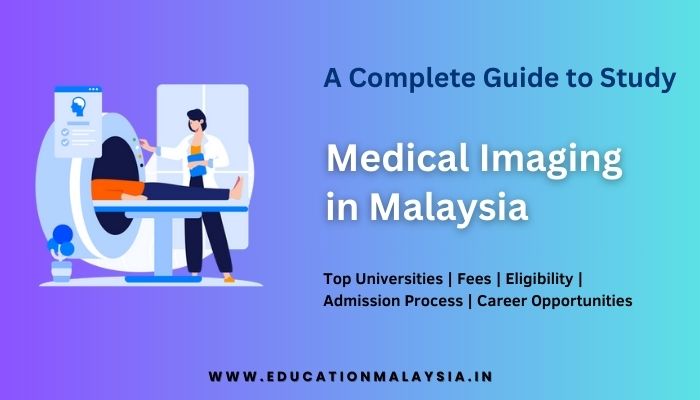 A Complete Guide to Study
Medical Imaging
in Malaysia
Top Universities | Fees | Eligibility |
Admission Process | Career Opportunities
WWW.EDUCATIONMALAYSIA.IN